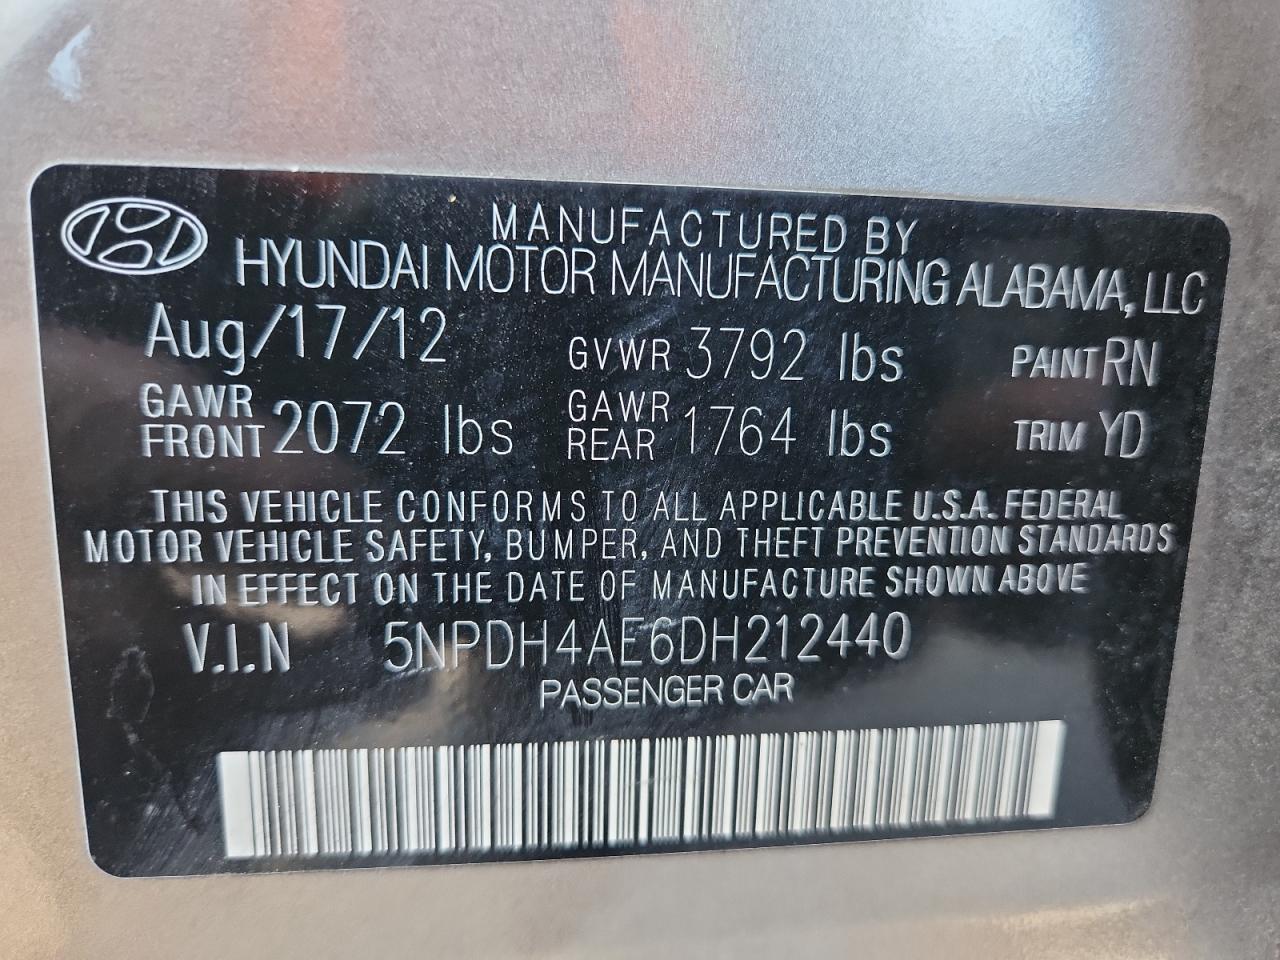 MANUFACTURED BY
HYUNDAI MOTOR MANUFACTURING ALABAMA, LLC
Aug/17/12 GVWR 3792 lbs PAINT RN
GAWR FRONT 2072 lbs GAWR REAR 1764 lbs TRIM YD
THIS VEHICLE CONFORMS TO ALL APPLICABLE U.S.A. FEDERAL
MOTOR VEHICLE SAFETY, BUMPER, AND THEFT PREVENTION STANDARDS
IN EFFECT ON THE DATE OF MANUFACTURE SHOWN ABOVE
V.I.N 5NPDH4AE6DH212440
PASSENGER CAR